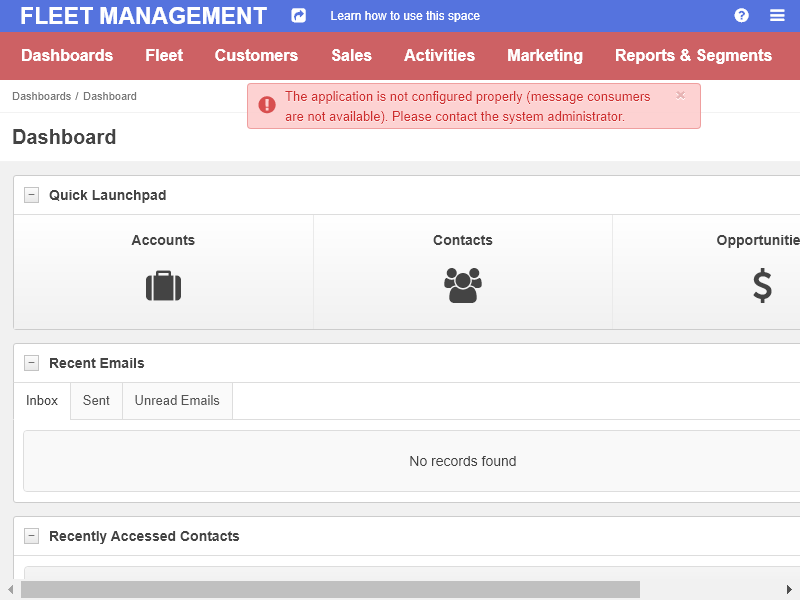 FLEET MANAGEMENT
Learn how to use this space
Dashboards
Fleet
Customers
Sales
Activities
Marketing
Reports & Segments
Dashboards / Dashboard
The application is not configured properly (message consumers
are not available). Please contact the system administrator.
Dashboard
Quick Launchpad
Accounts
Contacts
Opportunitie
Recent Emails
Inbox
Sent
Unread Emails
No records found
Recently Accessed Contacts